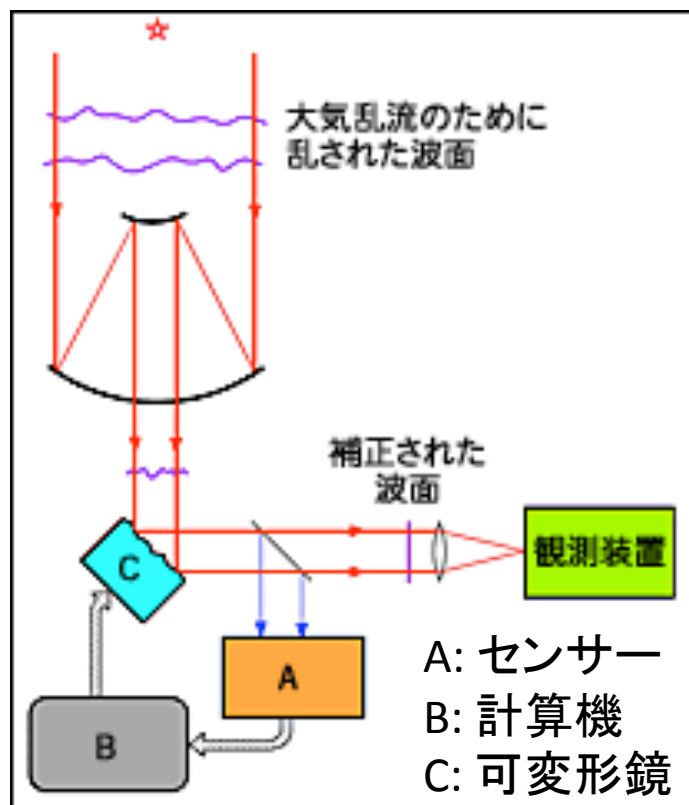 大気乱流のために
乱された波面
補正された
波面
C
観測装置
A
B
A: センサー
B: 計算機
C: 可変形鏡